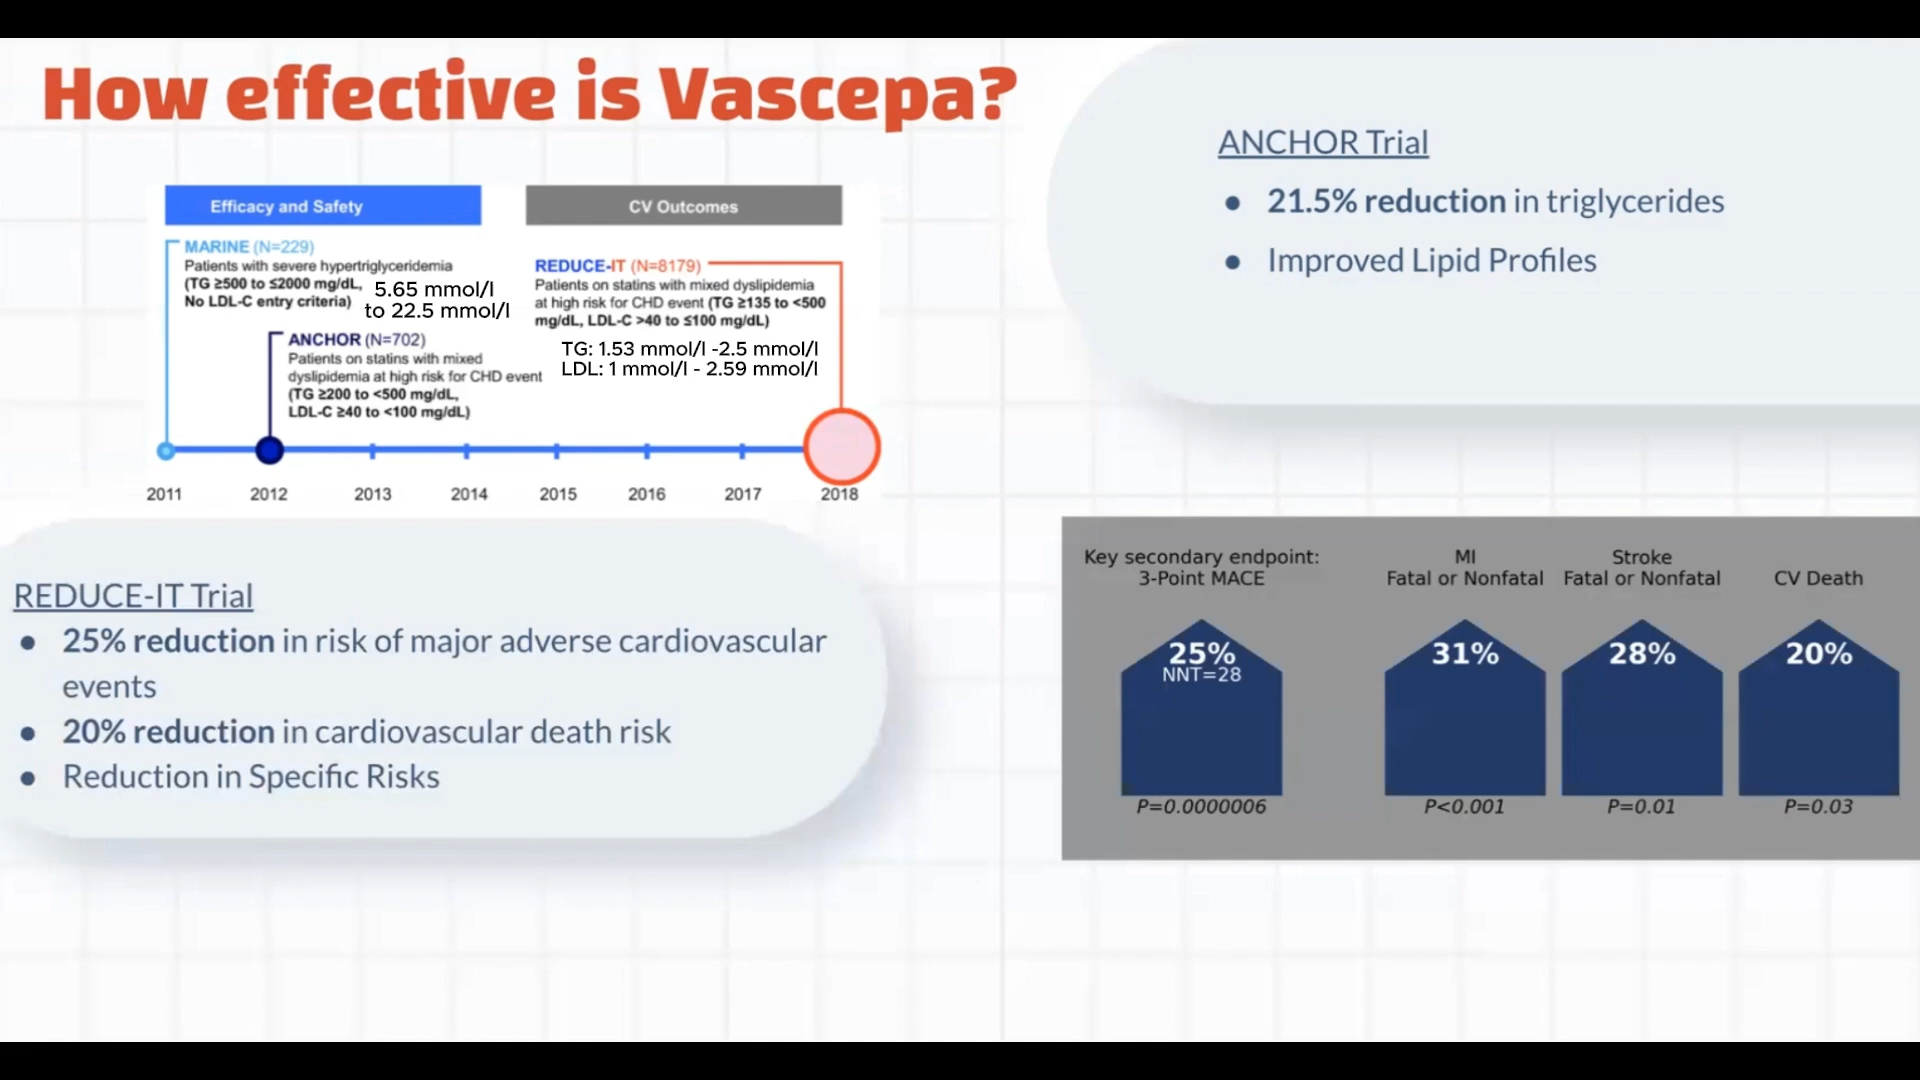 How effective is Vascepa?
Efficacy and Safety
CV Outcomes
MARINE (N=229)
Patients with severe hypertriglyceridemia
(TG ≥500 to ≤2000 mg/dL,
No LDL-C entry criteria)
5.65 mmol/l
to 22.5 mmol/l
ANCHOR (N=702)
Patients on statins with mixed
dyslipidemia at high risk for CHD event
(TG ≥200 to <500 mg/dL,
LDL-C ≥40 to <100 mg/dL)
REDUCE-IT (N=8179)
Patients on statins with mixed dyslipidemia
at high risk for CHD event (TG ≥135 to <500
mg/dL, LDL-C >40 to ≤100 mg/dL)
TG: 1.53 mmol/l -2.5 mmol/l
LDL: 1 mmol/l - 2.59 mmol/l
2011 2012 2013 2014 2015 2016 2017 2018
ANCHOR Trial
● 21.5% reduction in triglycerides
● Improved Lipid Profiles
REDUCE-IT Trial
● 25% reduction in risk of major adverse cardiovascular
events
● 20% reduction in cardiovascular death risk
● Reduction in Specific Risks
Key secondary endpoint:
3-Point MACE
25%
NNT=28
P=0.0000006
MI
Fatal or Nonfatal
31%
P<0.001
Stroke
Fatal or Nonfatal
28%
P=0.01
CV Death
20%
P=0.03